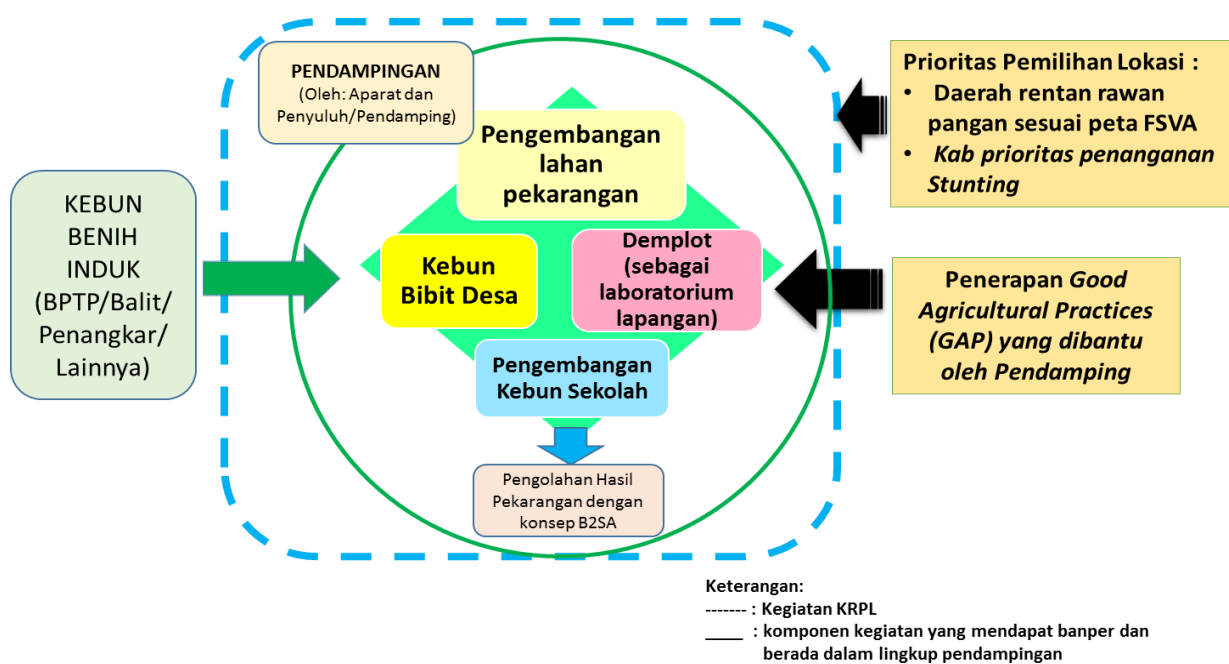 PENDAMPINGAN
(Oleh: Aparat dan
Penyuluh/Pendamping)
Pengembangan
lahan
pekarangan
Prioritas Pemilihan Lokasi :
• Daerah rentan rawan
pangan sesuai peta FSVA
• Kab prioritas penanganan
Stunting
KEBUN
BENIH
INDUK
(BPTP/Balit/
Penangkar/
Lainnya)
Kebun
Bibit Desa
Demplot
(sebagai
laboratorium
lapangan)
Penerapan Good
Agricultural Practices
(GAP) yang dibantu
oleh Pendamping
Pengembangan
Kebun Sekolah
Pengolahan Hasil
Pekarangan dengan
konsep B2SA
Keterangan:
------- : Kegiatan KRPL
____ : komponen kegiatan yang mendapat banper dan
berada dalam lingkup pendampingan